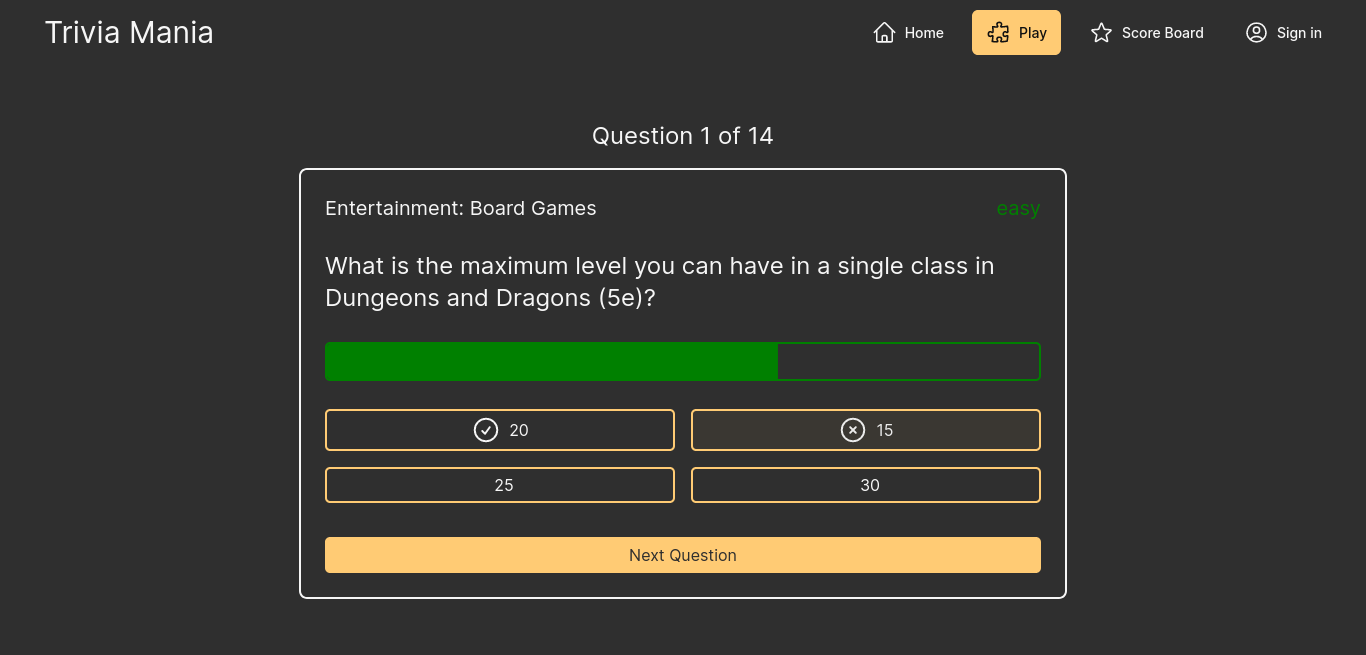 Trivia Mania
Home
Play
Score Board
Sign in
Question 1 of 14
Entertainment: Board Games
easy
What is the maximum level you can have in a single class in
Dungeons and Dragons (5e)?
20
15
25
30
Next Question